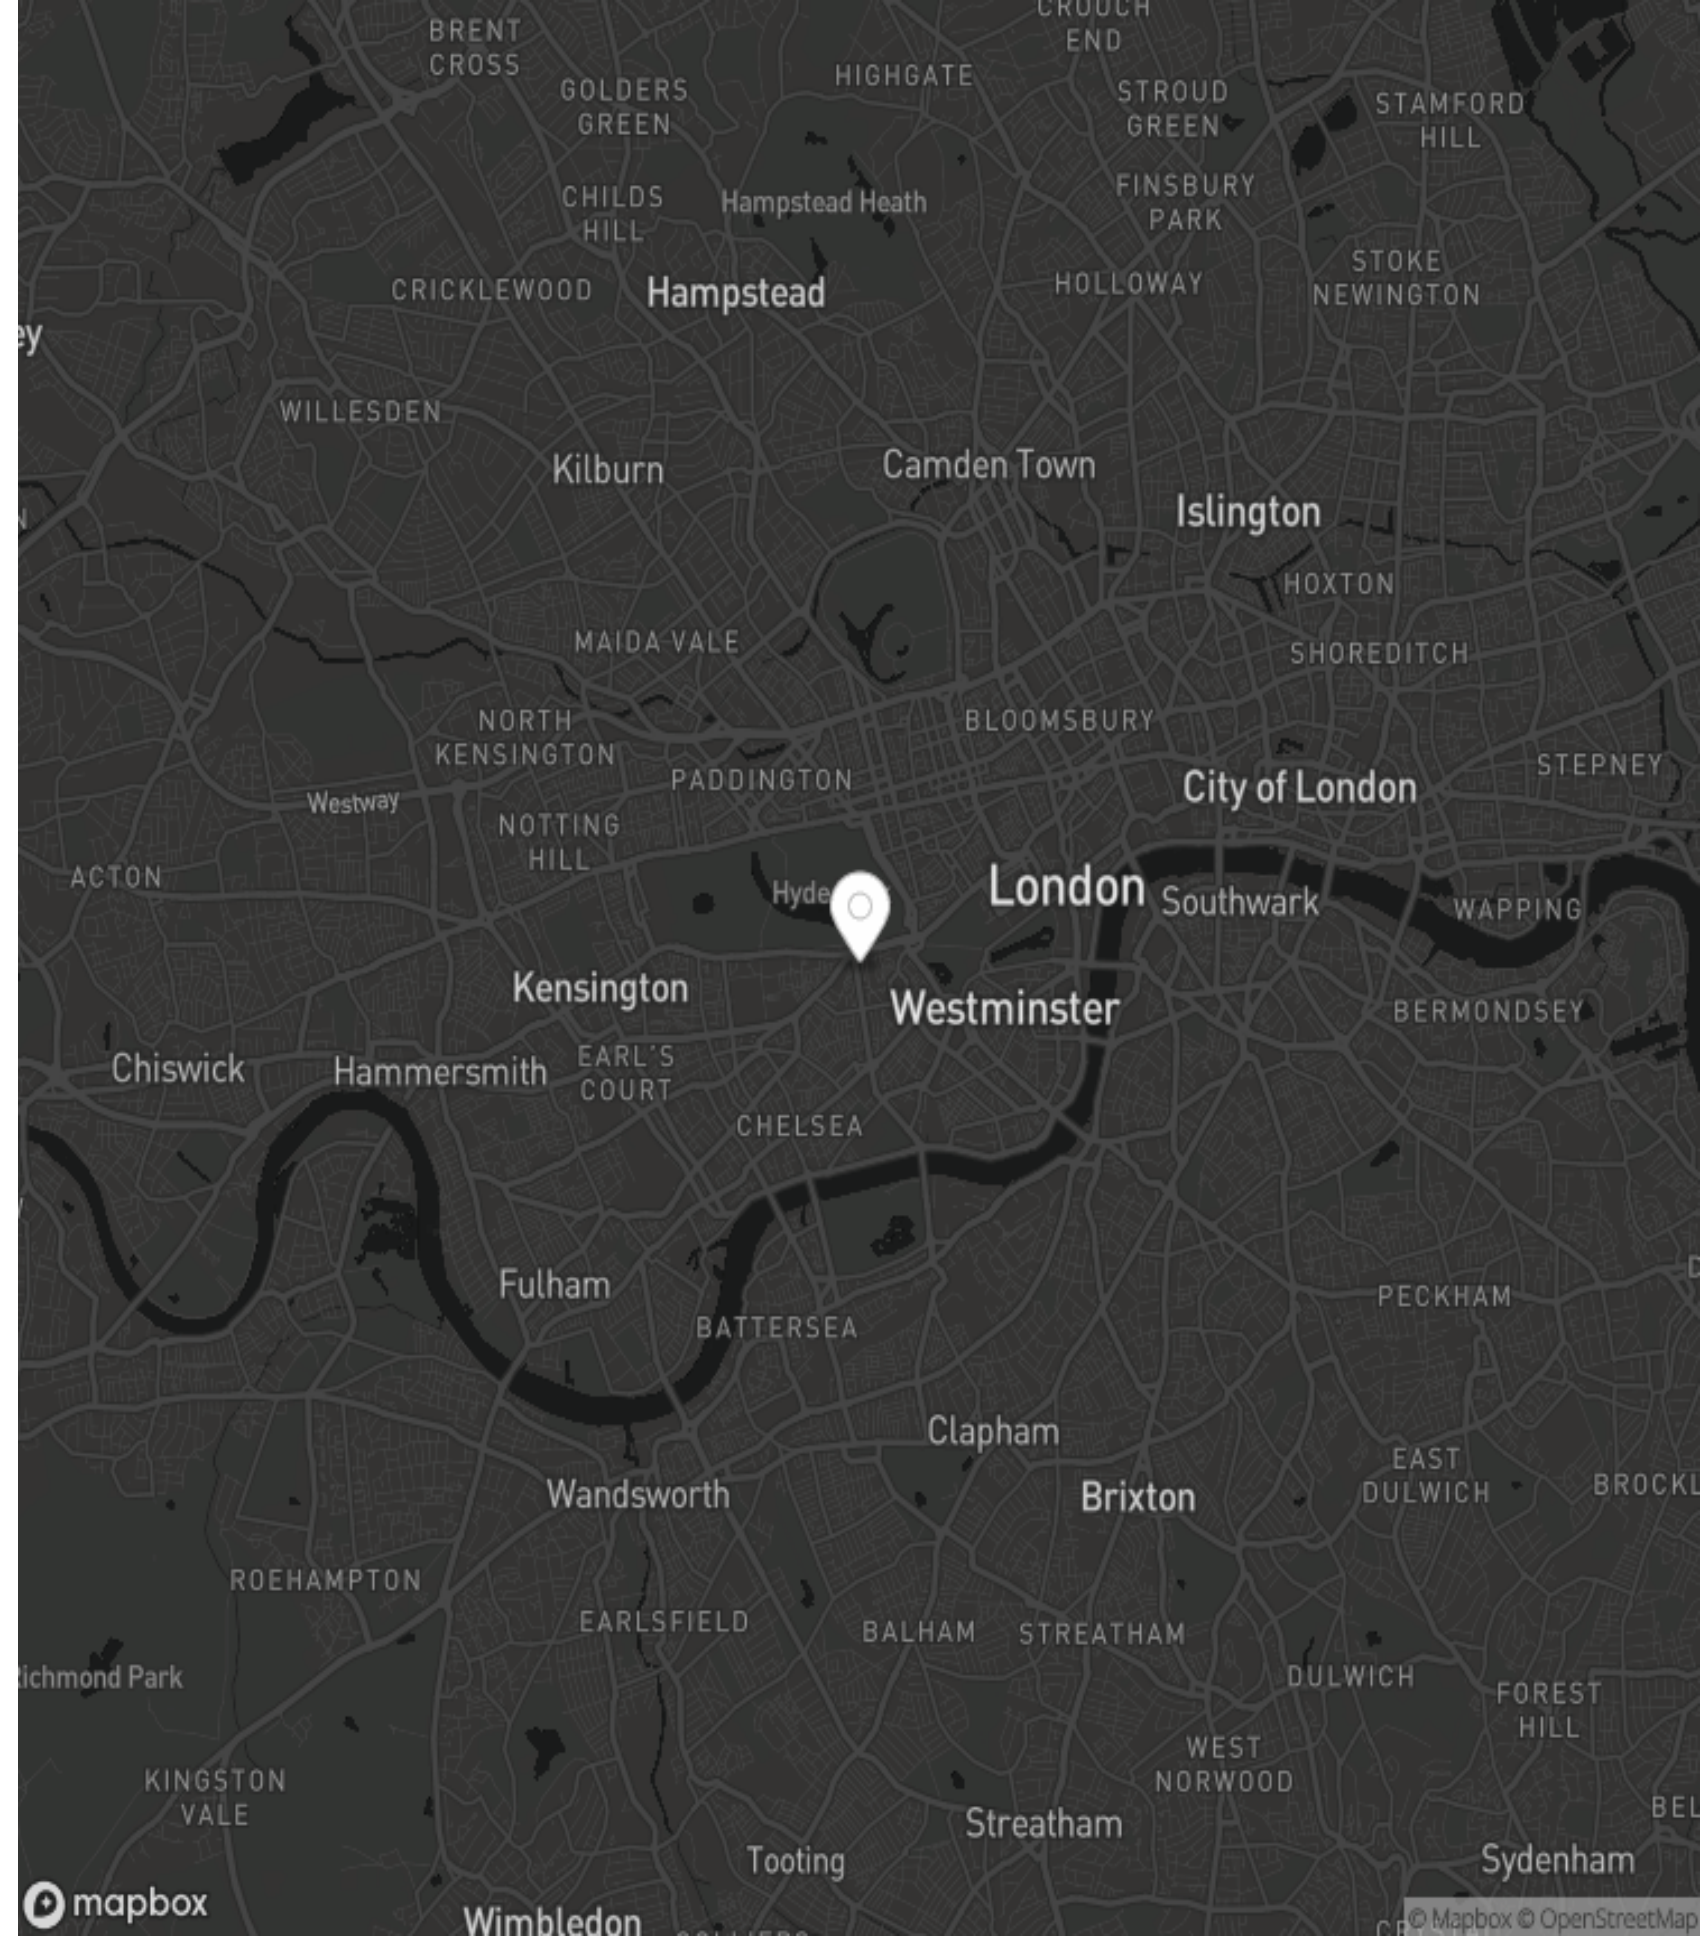 CROUCH
END
BRENT
CROSS
HIGHGATE
GOLDERS
GREEN
STROUD
GREEN
STAMFORD
HILL
CHILDS
HILL
Hampstead Heath
FINSBURY
PARK
STOKE
NEWINGTON
CRICKLEWOOD
Hampstead
HOLLOWAY
ey
WILLESDEN
Kilburn
Camden Town
Islington
HOXTON
MAIDA VALE
SHOREDITCH
NORTH
KENSINGTON
BLOOMSBURY
STEPNEY
PADDINGTON
City of London
Westway
NOTTING
HILL
ACTON
Hyde
London
Southwark
WAPPING
Kensington
Westminster
BERMONDSEY
Chiswick
Hammersmith
EARL'S
COURT
CHELSEA
Fulham
PECKHAM
BATTERSEA
Clapham
EAST
DULWICH
BROCKL
Wandsworth
Brixton
ROEHAMPTON
EARLSFIELD
BALHAM
STREATHAM
Richmond Park
DULWICH
FOREST
HILL
WEST
NORWOOD
KINGSTON
VALE
BEL
Streatham
Tooting
Sydenham
mapbox
Wimbledon
© Mapbox © OpenStreetMap